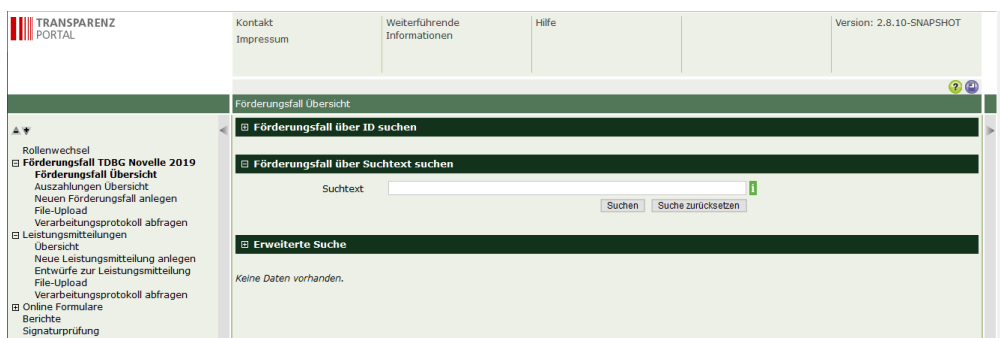 TRANSPARENZ
PORTAL
Kontakt
Impressum
Weiterführende
Informationen
Hilfe
Version: 2.8.10-SNAPSHOT
Förderungsfall Übersicht
Rollenwechsel
Förderungsfall TDBG Novelle 2019
Förderungsfall Übersicht
Auszahlungen Übersicht
Neuen Förderungsfall anlegen
File-Upload
Verarbeitungsprotokoll abfragen
Leistungsmitteilungen
Übersicht
Neue Leistungsmitteilung anlegen
Entwürfe zur Leistungsmitteilung
File-Upload
Verarbeitungsprotokoll abfragen
Online Formulare
Berichte
Signaturprüfung
Förderungsfall über ID suchen
Förderungsfall über Suchtext suchen
Suchtext
Suchen Suche zurücksetzen
Erweiterte Suche
Keine Daten vorhanden.